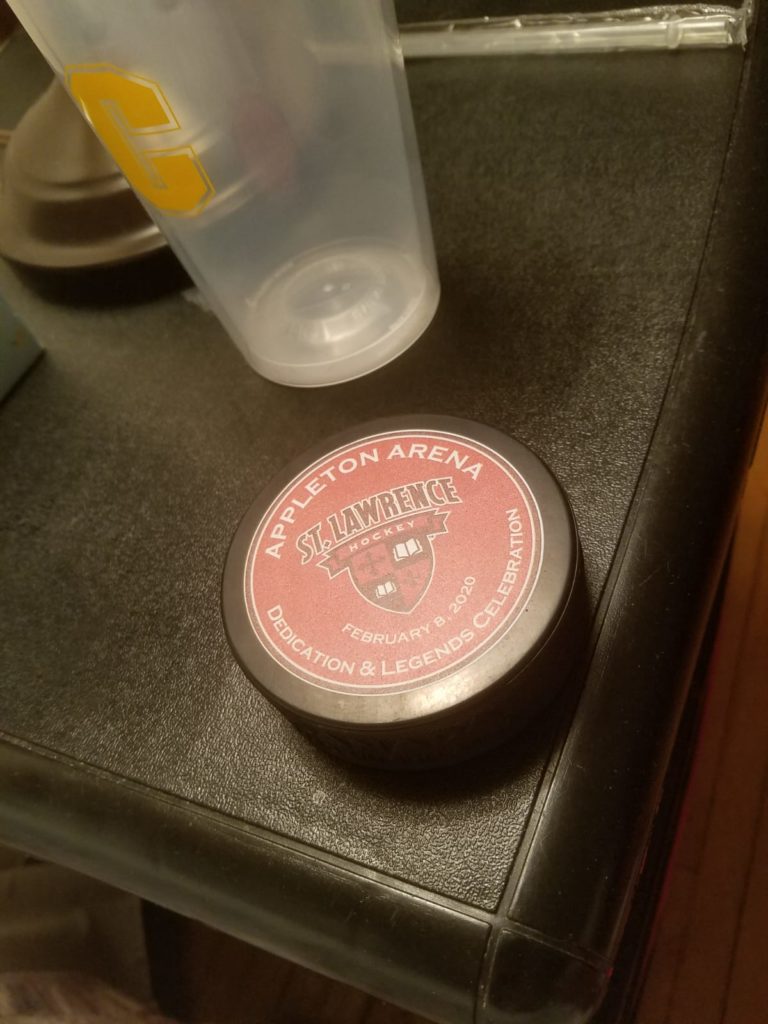 C
APPLETON ARENA
ST. LAWRENCE
HOCKEY
FEBRUARY 8, 2020
DEDICATION & LEGENDS CELEBRATION